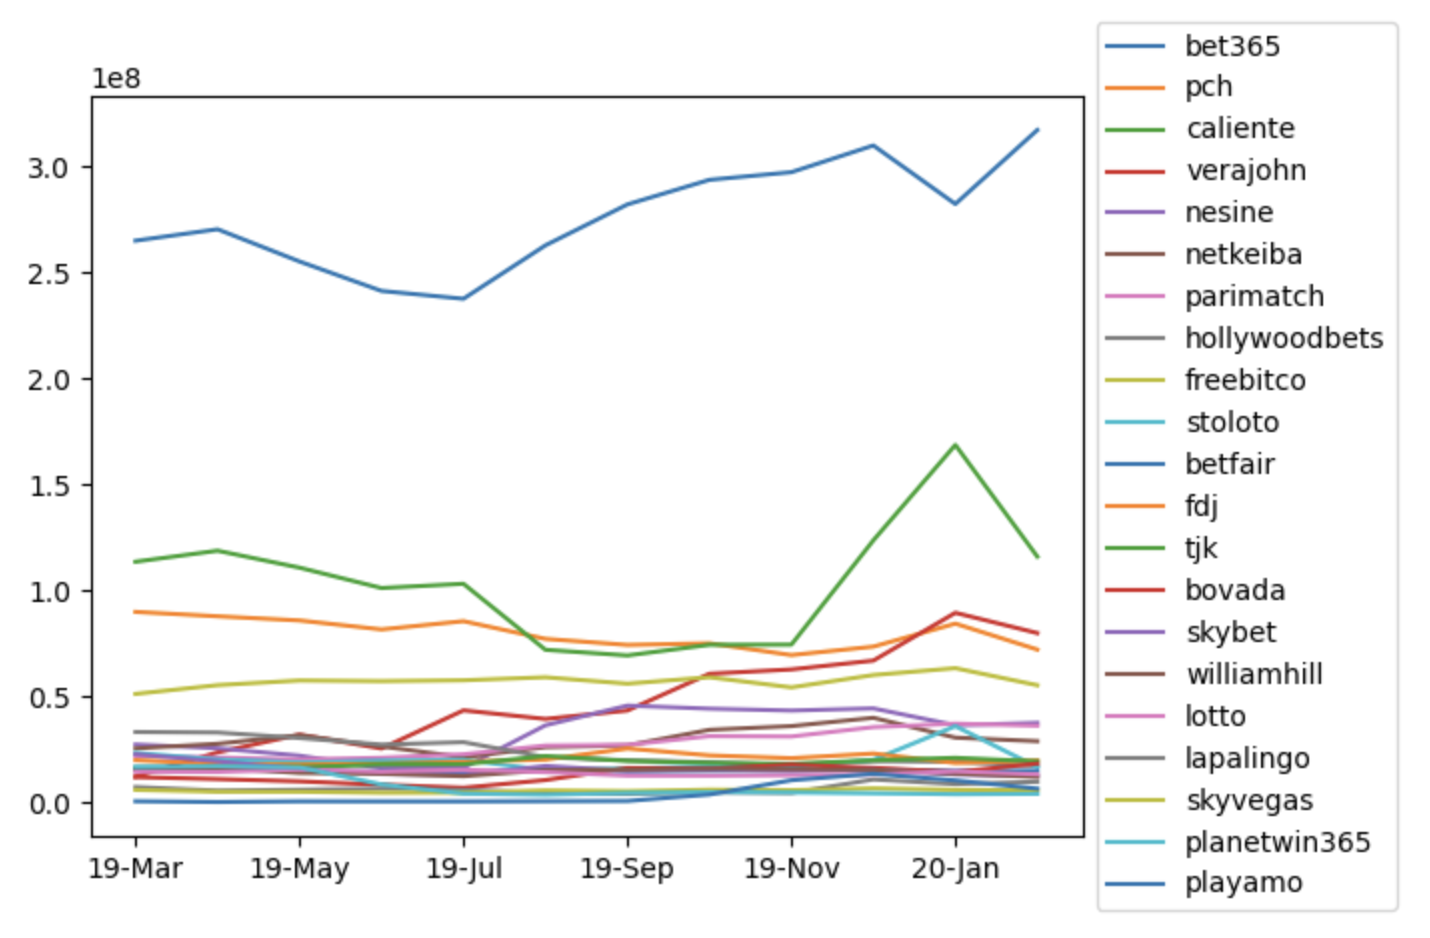 1e8
3.0
2.5
2.0
1.5
1.0
0.5
0.0
19-Mar 19-May 19-Jul 19-Sep 19-Nov 20-Jan
bet365
pch
caliente
verajohn
nesine
netkeiba
parimatch
hollywoodbets
freebitco
stoloto
betfair
fdj
tjk
bovada
skybet
williamhill
lotto
lapalingo
skyvegas
planetwin365
playamo